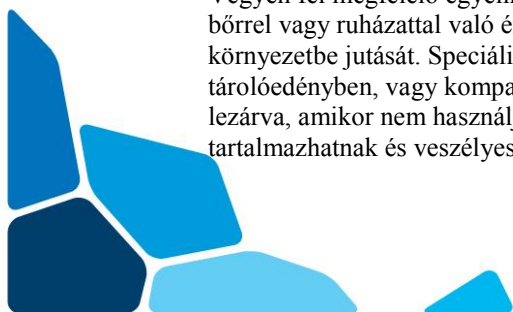 bőrrel vagy ruházattal való é
környezetbe jutását. Speciáli
tárolóedényben, vagy kompa
lezárva, amikor nem használj
tartalmazhatnak és veszélyes